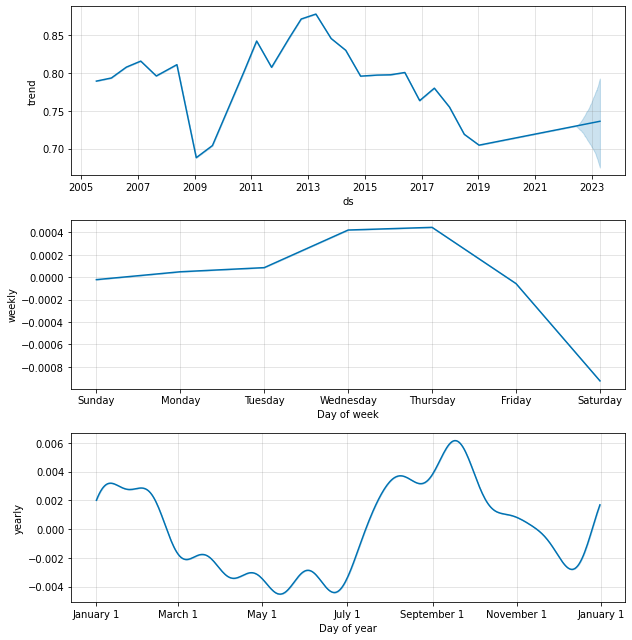 0.85
0.80
0.75
0.70
trend
2005 2007 2009 2011 2013 2015 2017 2019 2021 2023
ds
0.0004
0.0002
0.0000
−0.0002
−0.0004
−0.0006
−0.0008
weekly
Sunday Monday Tuesday Wednesday Thursday Friday Saturday
Day of week
0.006
0.004
0.002
0.000
−0.002
−0.004
yearly
January 1 March 1 May 1 July 1 September 1 November 1 January 1
Day of year